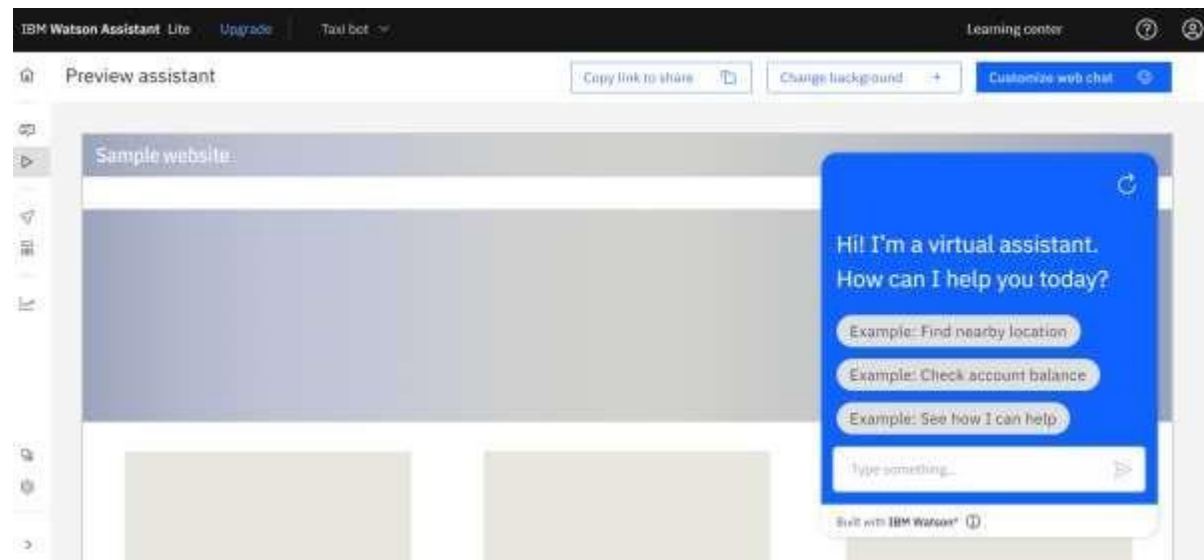 IBM Watson Assistant Lite Upgrade Taxi bot Learning center
Preview assistant Copy link to share Change background + Customize web chat
Sample website
Hi! I'm a virtual assistant.
How can I help you today?
Example: Find nearby location
Example: Check account balance
Example: See how I can help
Type something...
Built with IBM Watson®